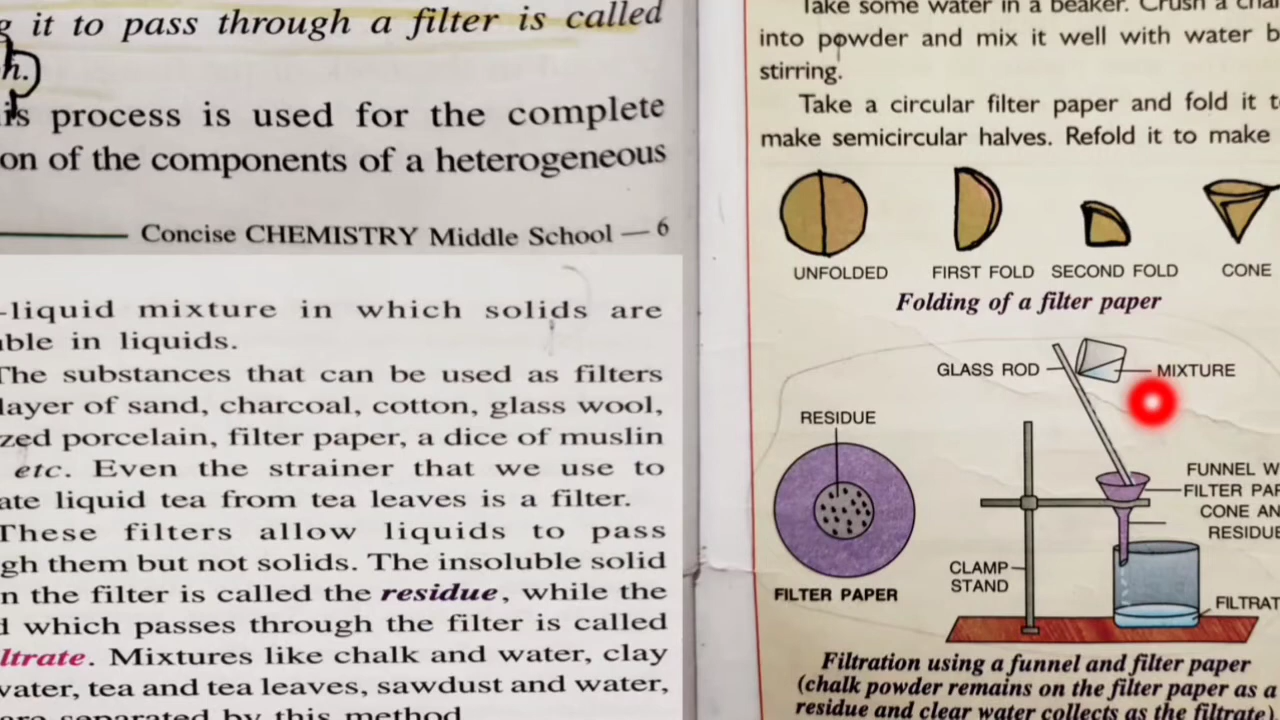 it to pass through a filter is called
h.)
is process is used for the complete
on of the components of a heterogeneous
Concise CHEMISTRY Middle School — 6
-liquid mixture in which solids are
ble in liquids.
The substances that can be used as filters
layer of sand, charcoal, cotton, glass wool,
zed porcelain, filter paper, a dice of muslin
etc. Even the strainer that we use to
ate liquid tea from tea leaves is a filter.
These filters allow liquids to pass
gh them but not solids. The insoluble solid
n the filter is called the residue, while the
d which passes through the filter is called
ltrate. Mixtures like chalk and water, clay
water, tea and tea leaves, sawdust and water,
are separated by this method
Take some water in a beaker. Crush a cha
into powder and mix it well with water b
stirring.
Take a circular filter paper and fold it t
make semicircular halves. Refold it to make
UNFOLDED FIRST FOLD SECOND FOLD CONE
Folding of a filter paper
GLASS ROD
MIXTURE
RESIDUE
FUNNEL W
FILTER PAP
CONE AN
RESIDUE
CLAMP
STAND
FILTER PAPER
FILTRAT
Filtration using a funnel and filter paper
(chalk powder remains on the filter paper as a
residue and clear water collects as the filtrate)